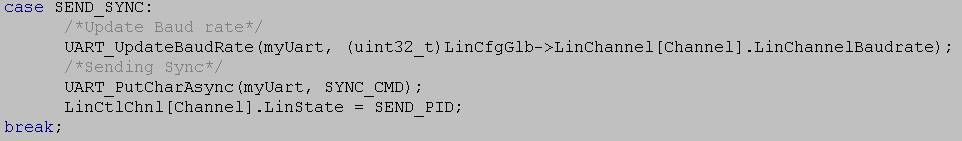 case SEND_SYNC:
/*Update Baud rate*/
UART_UpdateBaudRate(myUart, (uint32_t)LinCfgGlb->LinChannel[Channel].LinChannelBaudrate);
/*Sending Sync*/
UART_PutCharAsync(myUart, SYNC_CMD);
LinCtlChnl[Channel].LinState = SEND_PID;
break;